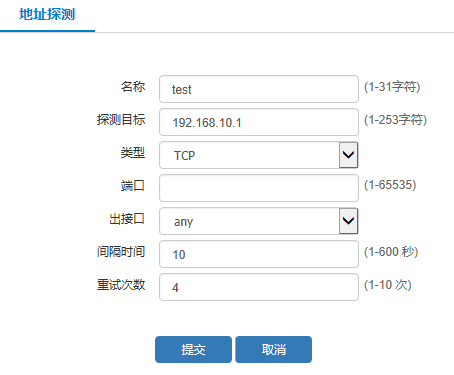 地址探测
名称 test (1-31字符)
探测目标 192.168.10.1 (1-253字符)
类型 TCP
端口 (1-65535)
出接口 any
间隔时间 10 (1-600 秒)
重试次数 4 (1-10 次)
提交 取消